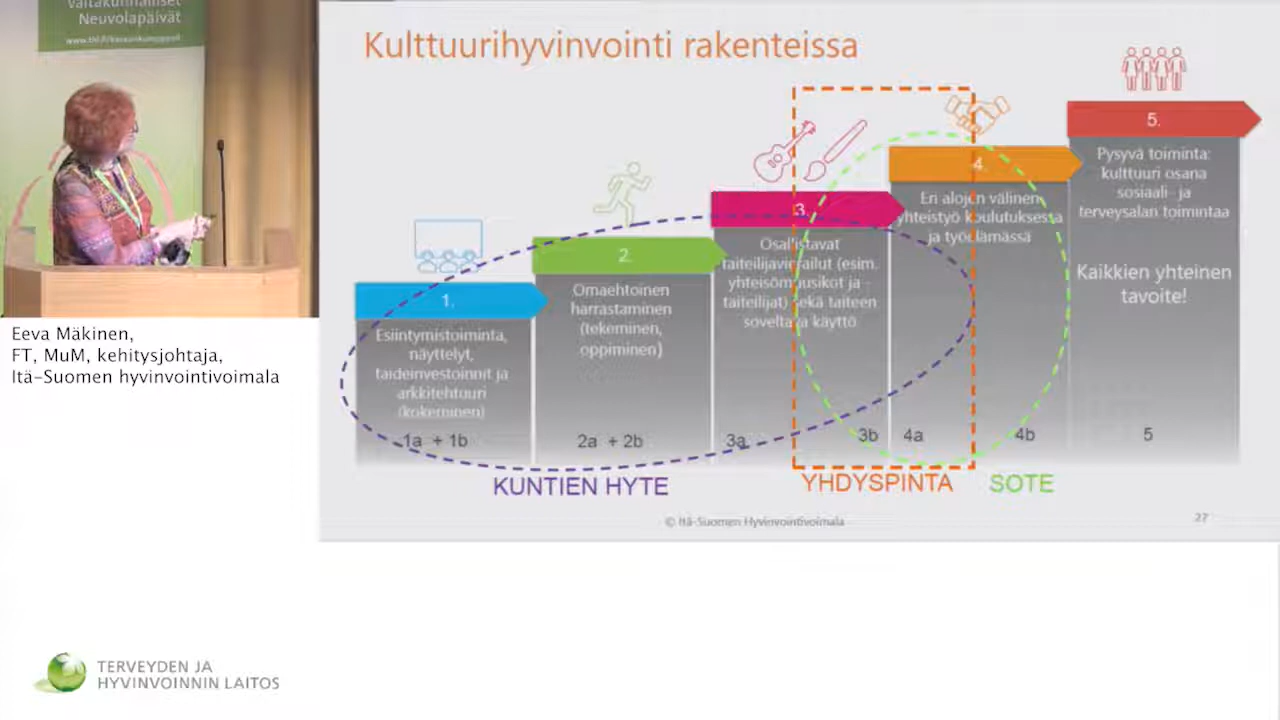 Valtakunnalliset
Neuvolapäivät
Eeva Mäkinen,
FT, MuM, kehitysjohtaja,
Itä-Suomen hyvinvointivoimala
TERVEYDEN JA
HYVINVOINNIN LAITOS
Kulttuurihyvinvointi rakenteissa
1.
Esiintymistoiminta,
näyttelyt,
taideinvestoinnit ja
arkkitehtuuri
(kokeminen)
1a + 1b
2.
Omaehtoinen
harrastaminen
(tekeminen,
oppiminen)
2a + 2b
3.
Osallistavat
taiteilijavierailut (esim.
yhteisömuusikot ja -
taiteilijat) sekä taiteen
soveltava käyttö
3a
3b
4.
Eri alojen välinen
yhteistyö koulutuksessa
ja työelämässä
4a
4b
5.
Pysyvä toiminta:
kulttuuri osana
sosiaali- ja
terveysalan toimintaa
Kaikkien yhteinen
tavoite!
5
KUNTIEN HYTE
YHDYSPINTA
SOTE
© Itä-Suomen Hyvinvointivoimala
27